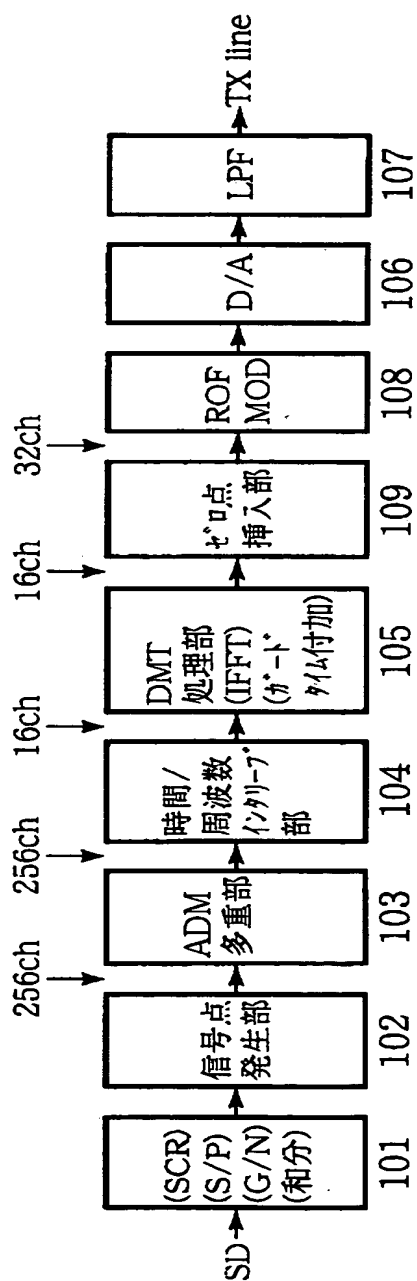 SD
(SCR)
(S/P)
(G/N)
(和分)
101
信号点
発生部
102
256ch
ADM
多重部
103
256ch
時間/
周波数
インタリーブ
部
104
16ch
DMT
処理部
(IFFT)
(ガード
タイム付加)
105
16ch
ゼロ点
挿入部
109
32ch
ROF
MOD
108
D/A
106
LPF
107
TX line